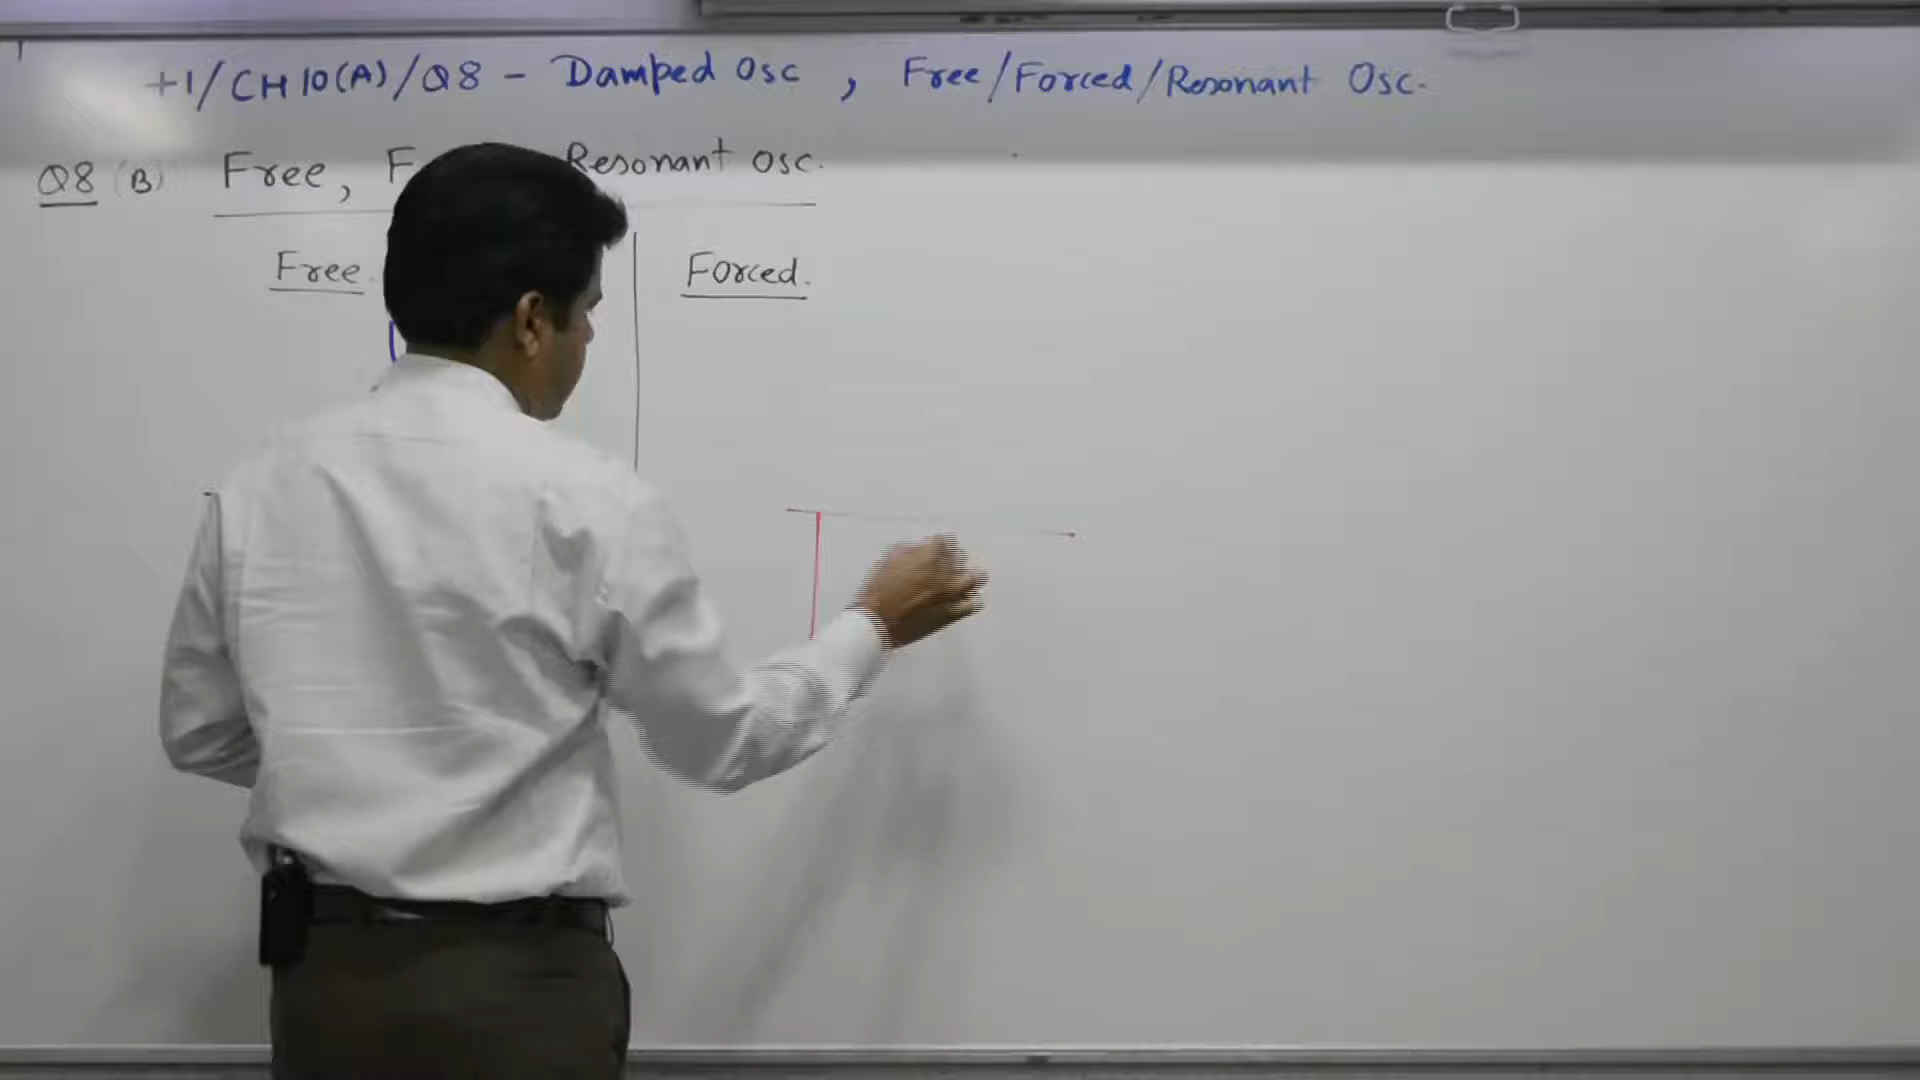 +1/CH10(A)/Q8 - Damped Osc, Free/Forced/Resonant Osc.
Q8 (B) Free, Resonant Osc.
Free. Forced.